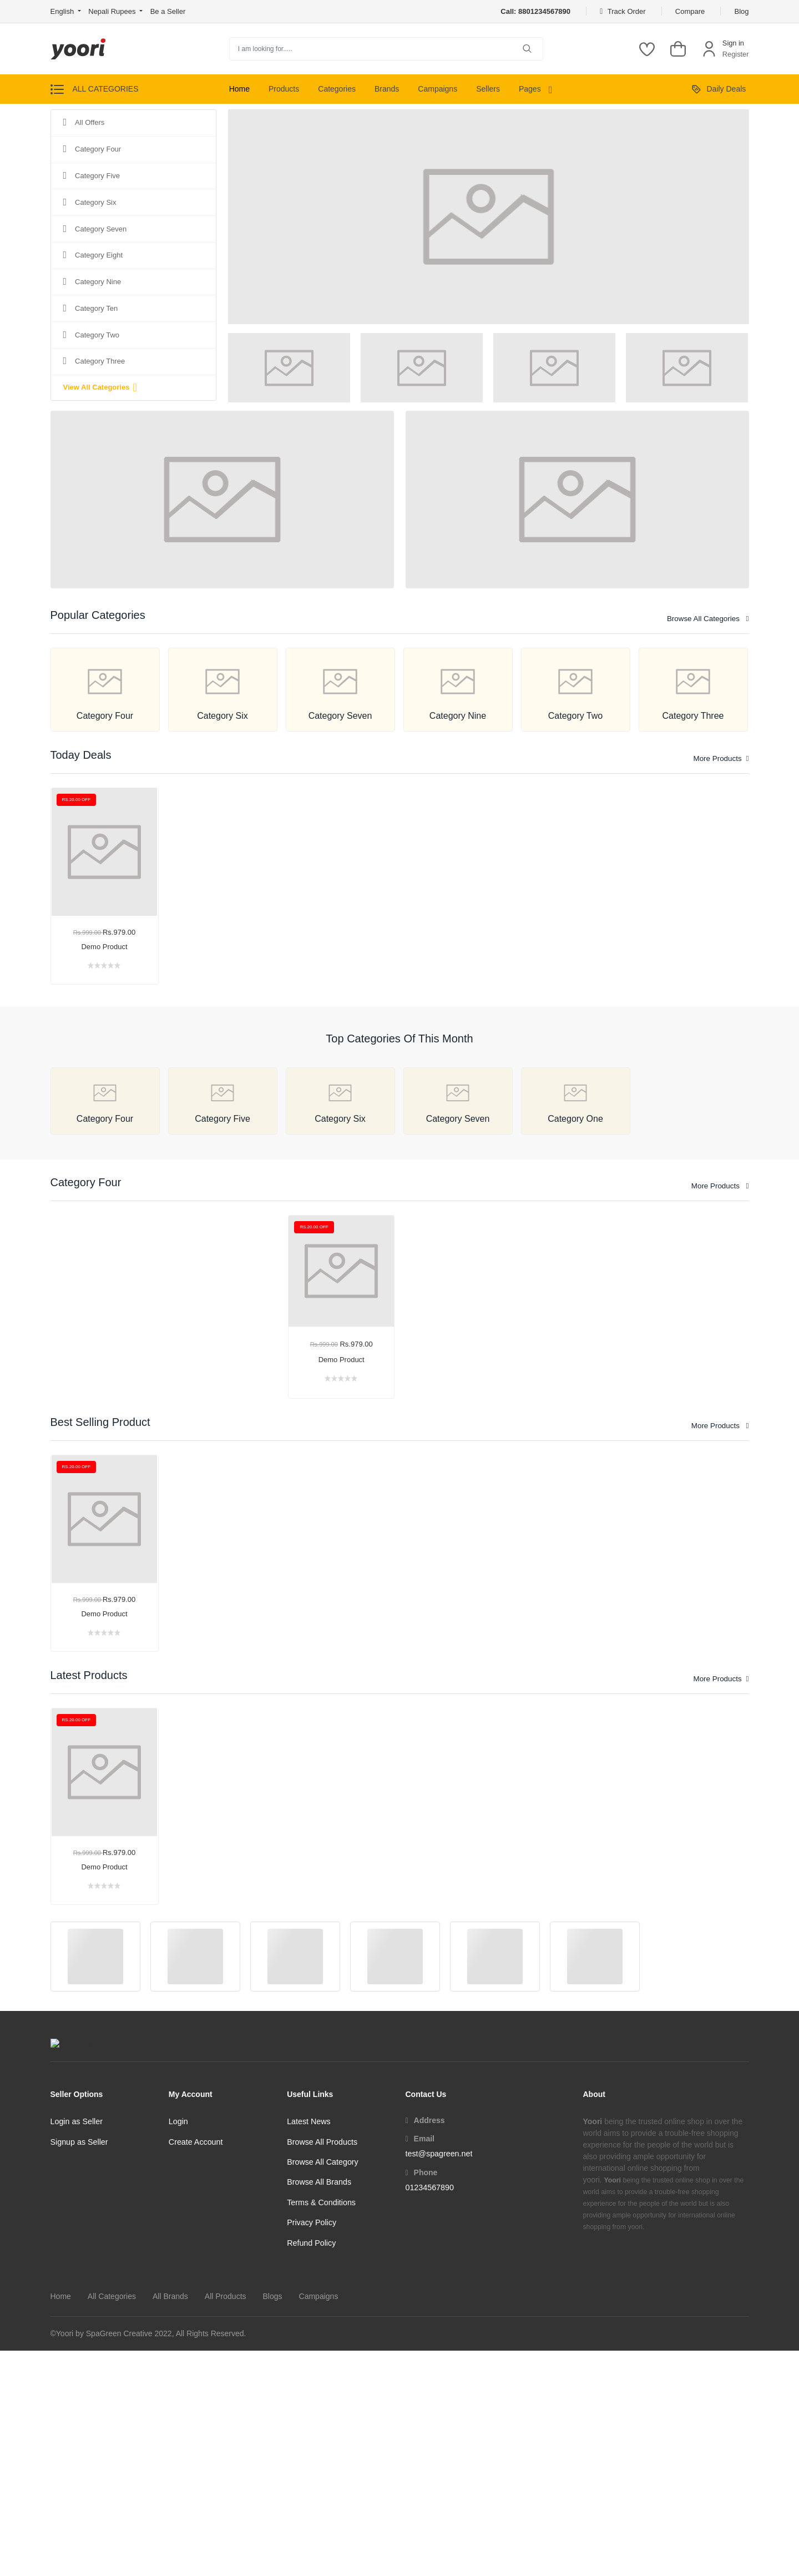 English Nepali Rupees Be a Seller Call: 8801234567890 Track Order Compare Blog
yoori I am looking for..... Sign in
Register
ALL CATEGORIES Home Products Categories Brands Campaigns Sellers Pages Daily Deals
All Offers
Category Four
Category Five
Category Six
Category Seven
Category Eight
Category Nine
Category Ten
Category Two
Category Three
View All Categories
Popular Categories Browse All Categories
Category Four Category Six Category Seven Category Nine Category Two Category Three
Today Deals More Products
RS.20.00 OFF
Rs.999.00 Rs.979.00
Demo Product
Top Categories Of This Month
Category Four Category Five Category Six Category Seven Category One
Category Four More Products
RS.20.00 OFF
Rs.999.00 Rs.979.00
Demo Product
Best Selling Product More Products
RS.20.00 OFF
Rs.999.00 Rs.979.00
Demo Product
Latest Products More Products
RS.20.00 OFF
Rs.999.00 Rs.979.00
Demo Product
Seller Options
Login as Seller
Signup as Seller
My Account
Login
Create Account
Useful Links
Latest News
Browse All Products
Browse All Category
Browse All Brands
Terms & Conditions
Privacy Policy
Refund Policy
Contact Us
Address
Email
test@spagreen.net
Phone
01234567890
About
Yoori being the trusted online shop in over the
world aims to provide a trouble-free shopping
experience for the people of the world but is
also providing ample opportunity for
international online shopping from
yoori. Yoori being the trusted online shop in over the
world aims to provide a trouble-free shopping
experience for the people of the world but is also
providing ample opportunity for international online
shopping from yoori.
Home All Categories All Brands All Products Blogs Campaigns
©Yoori by SpaGreen Creative 2022, All Rights Reserved.